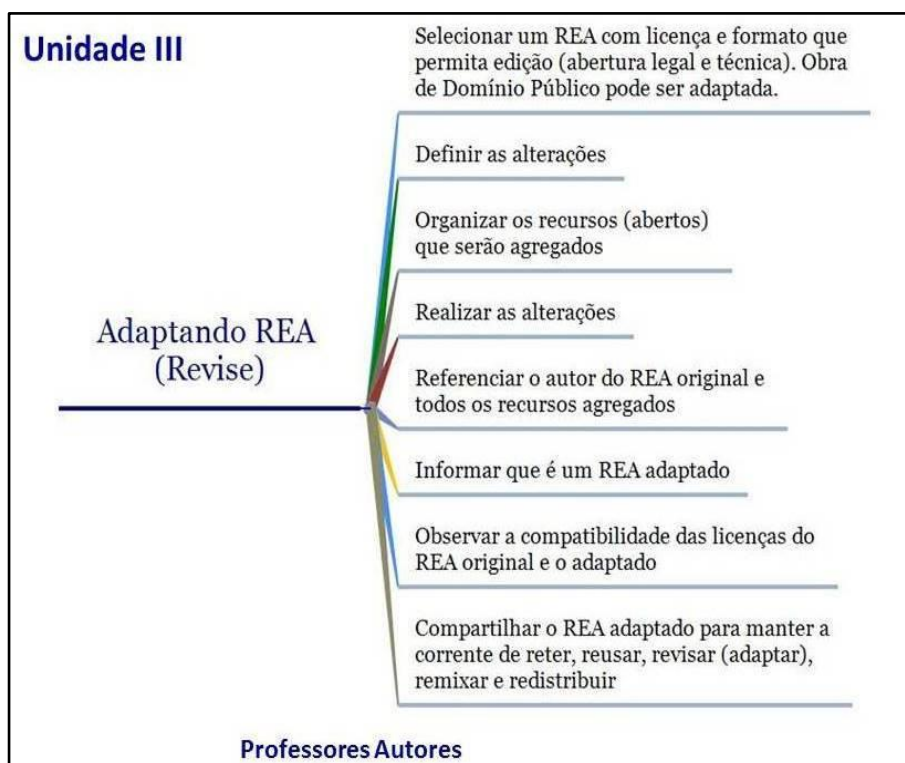 Unidade III
Selecionar um REA com licença e formato que
permita edição (abertura legal e técnica). Obra
de Domínio Público pode ser adaptada.
Definir as alterações
Organizar os recursos (abertos)
que serão agregados
Realizar as alterações
Adaptando REA
(Revise)
Referenciar o autor do REA original e
todos os recursos agregados
Informar que é um REA adaptado
Observar a compatibilidade das licenças do
REA original e o adaptado
Compartilhar o REA adaptado para manter a
corrente de reter, reusar, revisar (adaptar),
remixar e redistribuir
Professores Autores